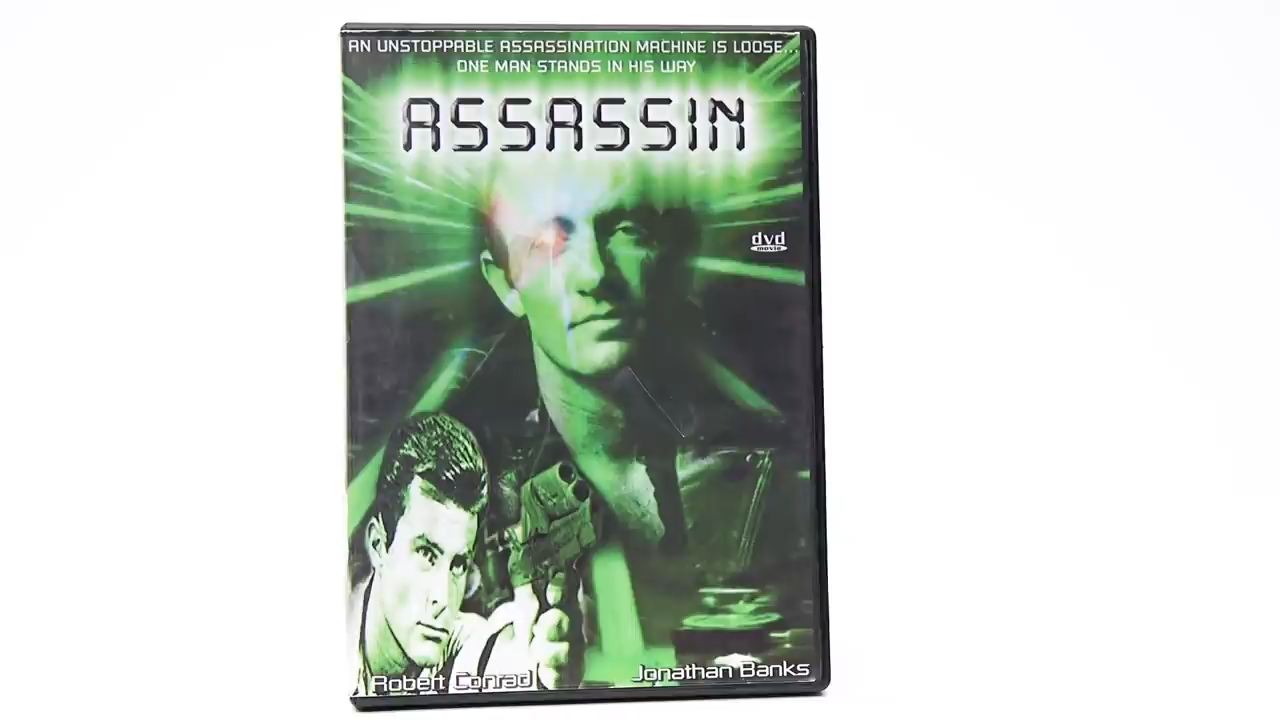 AN UNSTOPPABLE ASSASSINATION MACHINE IS LOOSE...
ONE MAN STANDS IN HIS WAY
ASSASSIN
dvd
movie
Robert Conrad
Jonathan Banks